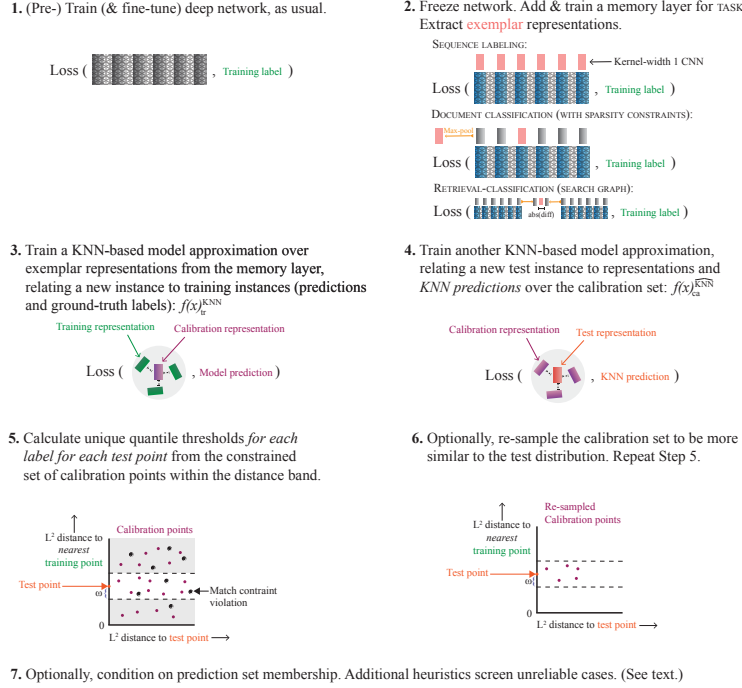 1. (Pre-) Train (& fine-tune) deep network, as usual.
Loss ( , Training label )
2. Freeze network. Add & train a memory layer for TASK
Extract exemplar representations.
SEQUENCE LABELING:
Kernel-width 1 CNN
Loss ( , Training label )
DOCUMENT CLASSIFICATION (WITH SPARSITY CONSTRAINTS):
Max-pool
Loss ( , Training label )
RETRIEVAL-CLASSIFICATION (SEARCH GRAPH):
Loss ( abs(diff) , Training label )
3. Train a KNN-based model approximation over
exemplar representations from the memory layer,
relating a new instance to training instances (predictions
and ground-truth labels): f(x)_tr^KNN
Training representation Calibration representation
Loss ( , Model prediction )
4. Train another KNN-based model approximation,
relating a new test instance to representations and
KNN predictions over the calibration set: f(x)_ca^K̂NN
Calibration representation Test representation
Loss ( , KNN prediction )
5. Calculate unique quantile thresholds for each
label for each test point from the constrained
set of calibration points within the distance band.
L² distance to
nearest
training point
Calibration points
Test point
ω
0
Match contraint
violation
L² distance to test point
6. Optionally, re-sample the calibration set to be more
similar to the test distribution. Repeat Step 5.
L² distance to
nearest
training point
Re-sampled
Calibration points
Test point
ω
0
L² distance to test point
7. Optionally, condition on prediction set membership. Additional heuristics screen unreliable cases. (See text.)